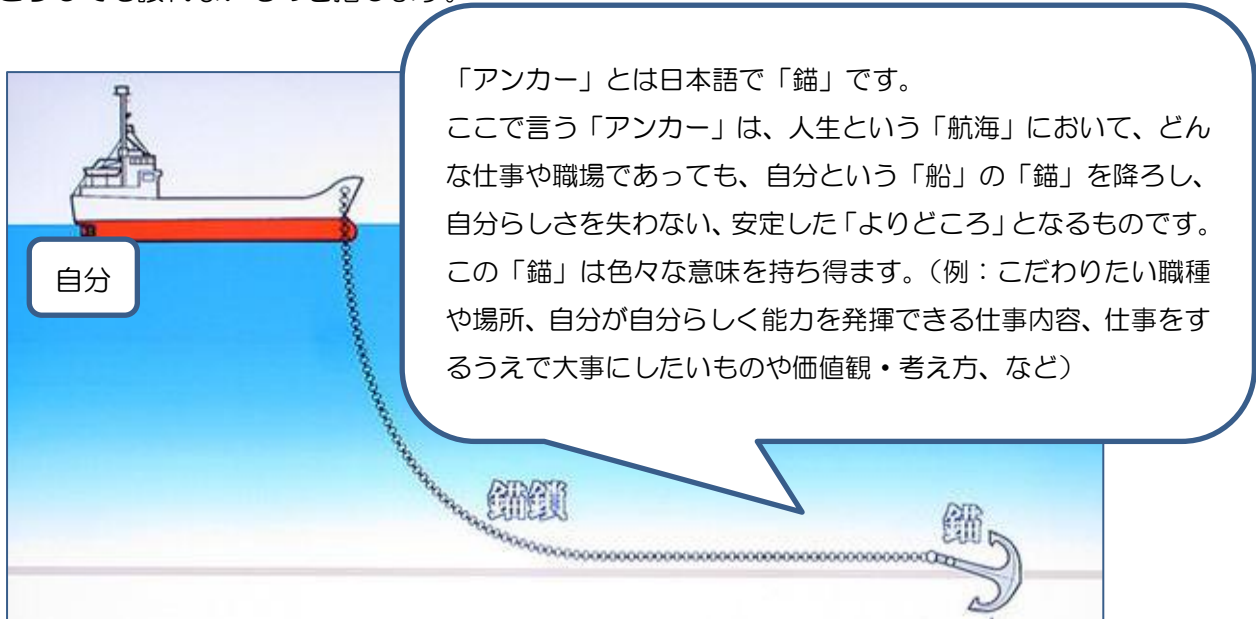 「アンカー」とは日本語で「錨」です。
ここで言う「アンカー」は、人生という「航海」において、どん
な仕事や職場であっても、自分という「船」の「錨」を降ろし、
自分らしさを失わない、安定した「よりどころ」となるものです。
この「錨」は色々な意味を持ち得ます。（例：こだわりたい職種
や場所、自分が自分らしく能力を発揮できる仕事内容、仕事をす
るうえで大事にしたいものや価値観・考え方、など）
自分
錨鎖
錨